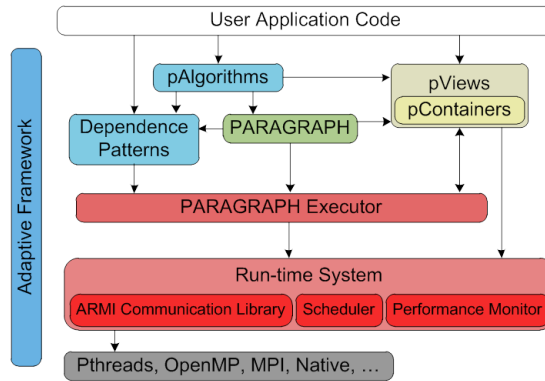 User Application Code
Adaptive Framework
pAlgorithms
pViews
pContainers
Dependence
Patterns
PARAGRAPH
PARAGRAPH Executor
Run-time System
ARMI Communication Library
Scheduler
Performance Monitor
Pthreads, OpenMP, MPI, Native, ...